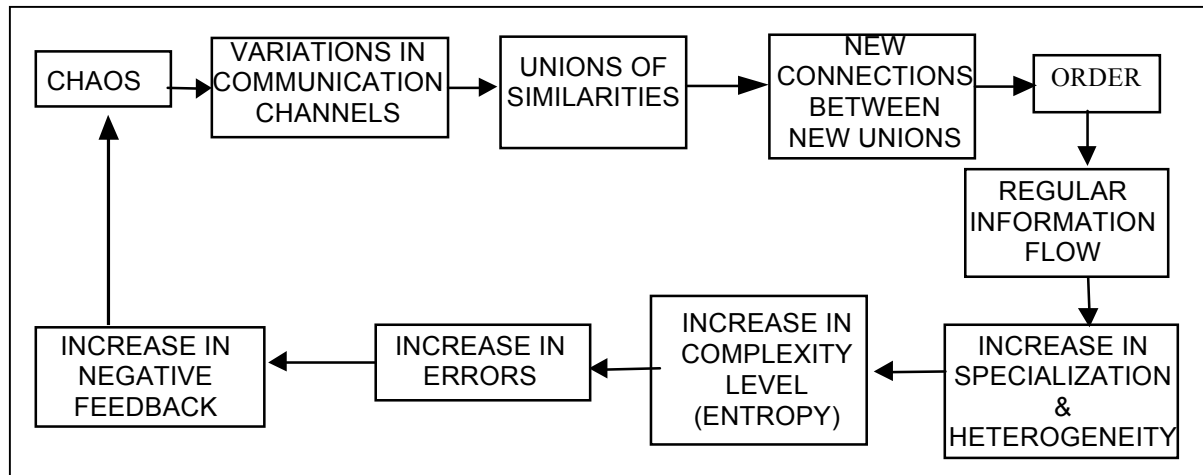 CHAOS
VARIATIONS IN
COMMUNICATION
CHANNELS
UNIONS OF
SIMILARITIES
NEW
CONNECTIONS
BETWEEN
NEW UNIONS
ORDER
REGULAR
INFORMATION
FLOW
INCREASE IN
SPECIALIZATION
&
HETEROGENEITY
INCREASE IN
COMPLEXITY
LEVEL
(ENTROPY)
INCREASE IN
ERRORS
INCREASE IN
NEGATIVE
FEEDBACK